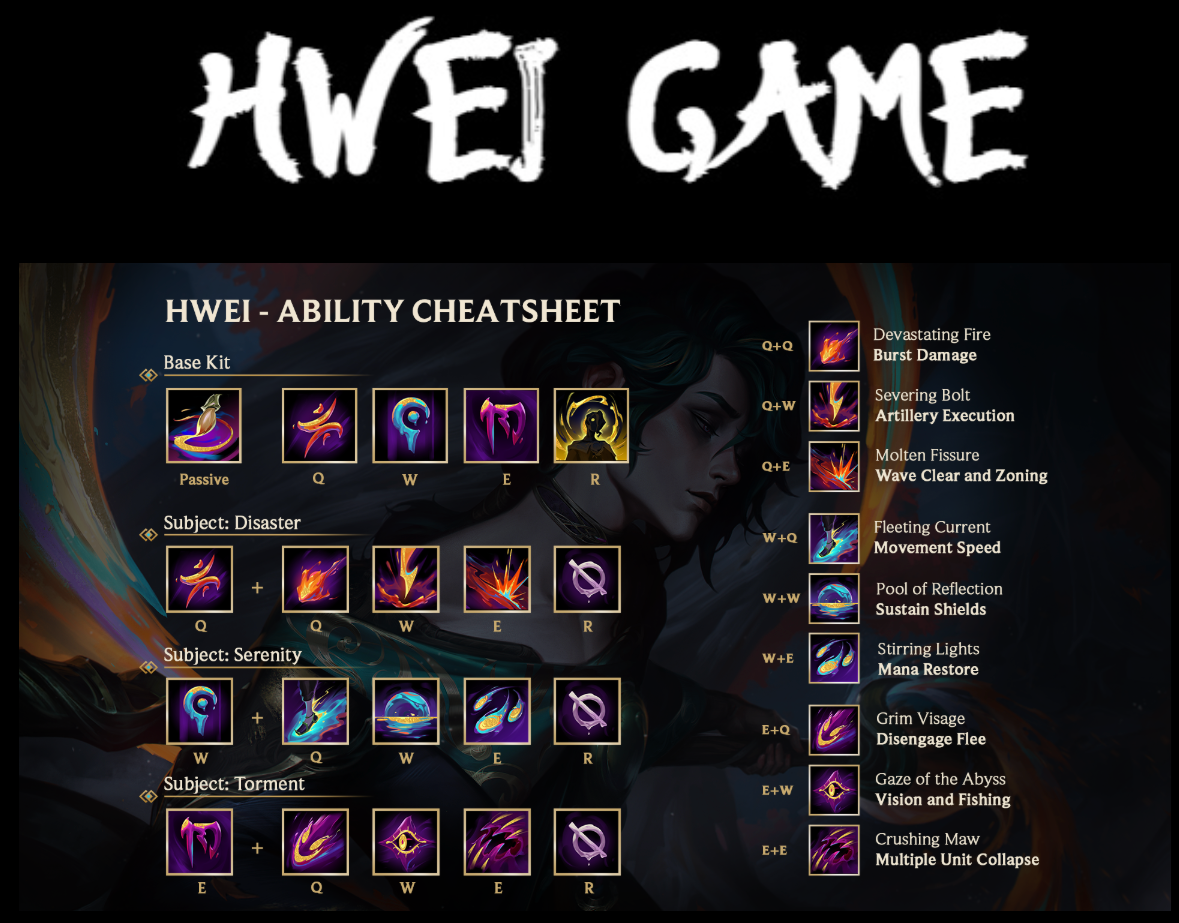 HWEI GAME
HWEI - ABILITY CHEATSHEET
Base Kit
Passive Q W E R
Subject: Disaster
+
Q Q W E R
Subject: Serenity
+
W Q W E R
Subject: Torment
+
E Q W E R
Q+Q
Devastating Fire
Burst Damage
Q+W
Severing Bolt
Artillery Execution
Q+E
Molten Fissure
Wave Clear and Zoning
W+Q
Fleeting Current
Movement Speed
W+W
Pool of Reflection
Sustain Shields
W+E
Stirring Lights
Mana Restore
E+Q
Grim Visage
Disengage Flee
E+W
Gaze of the Abyss
Vision and Fishing
E+E
Crushing Maw
Multiple Unit Collapse